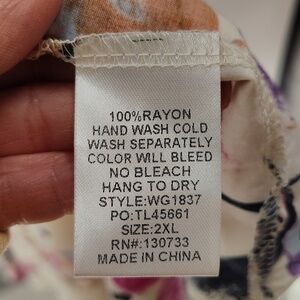 100%RAYON
HAND WASH COLD
WASH SEPARATELY
COLOR WILL BLEED
NO BLEACH
HANG TO DRY
STYLE:WG1837
PO:TL45661
SIZE:2XL
RN#:130733
MADE IN CHINA